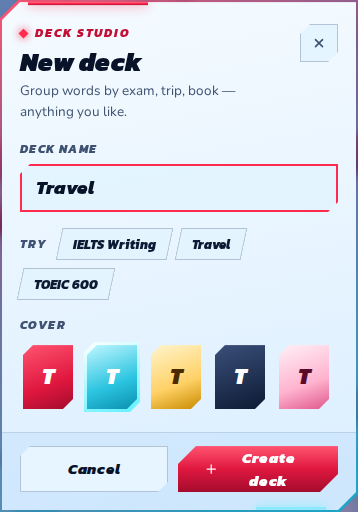 DECK STUDIO
×
New deck
Group words by exam, trip, book —
anything you like.
DECK NAME
Travel
TRY IELTS Writing Travel
TOEIC 600
COVER
T T T T T
Cancel + Create
deck